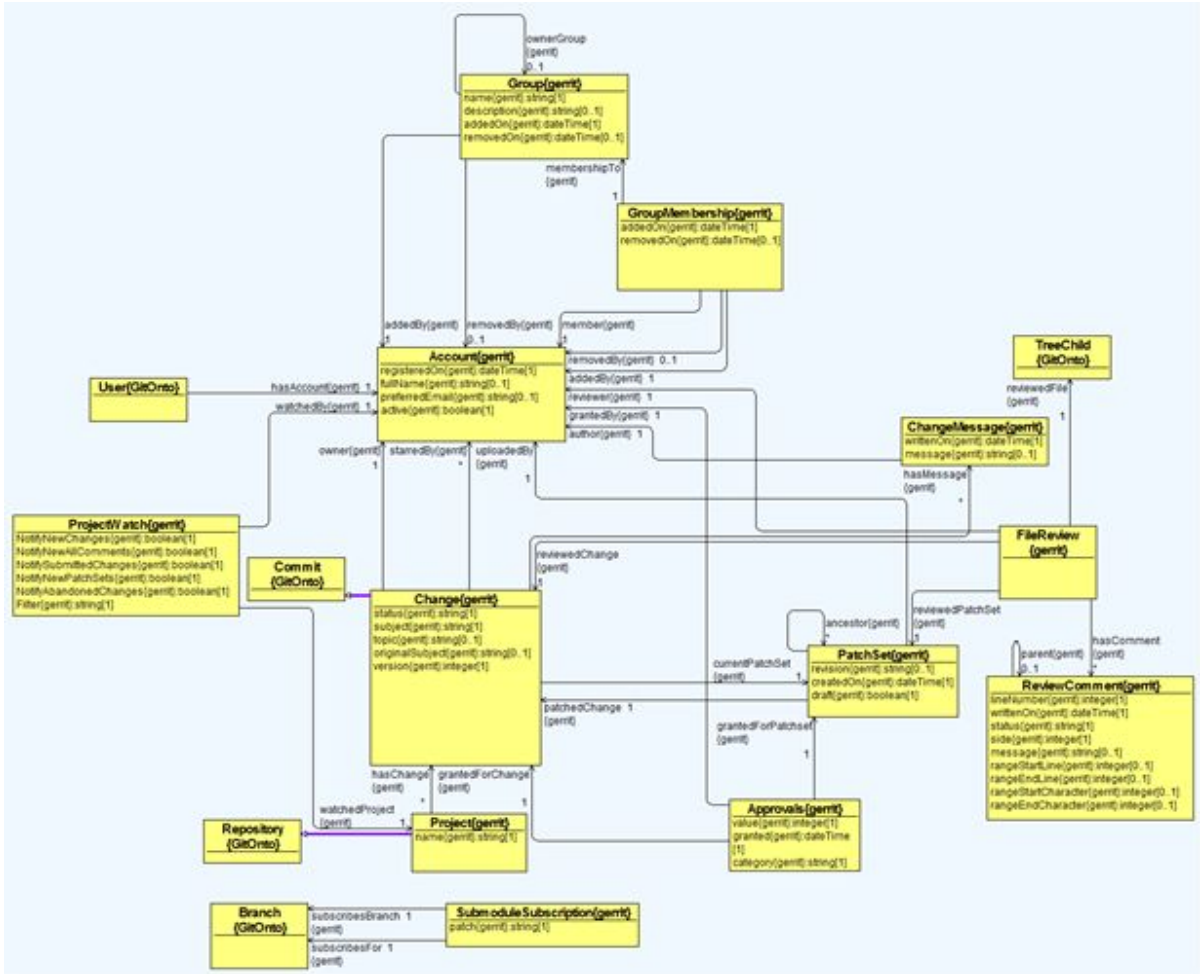 ownerGroup
{gerrit}
0..1
Group{gerrit}
name{gerrit}:string[1]
description{gerrit}:string[0..1]
addedOn{gerrit}:dateTime[1]
removedOn{gerrit}:dateTime[0..1]
membershipTo
{gerrit}
1
GroupMembership{gerrit}
addedOn{gerrit}:dateTime[1]
removedOn{gerrit}:dateTime[0..1]
addedBy{gerrit}
1
removedBy{gerrit}
0..1
member{gerrit}
1
Account{gerrit}
registeredOn{gerrit}:dateTime[1]
fullName{gerrit}:string[0..1]
preferredEmail{gerrit}:string[0..1]
active{gerrit}:boolean[1]
removedBy{gerrit} 0..1
addedBy{gerrit} 1
reviewer{gerrit} 1
grantedBy{gerrit} 1
author{gerrit} 1
User{GitOnto}
hasAccount{gerrit} 1
watchedBy{gerrit} 1
TreeChild
{GitOnto}
reviewedFile
{gerrit}
1
ChangeMessage{gerrit}
writtenOn{gerrit}:dateTime[1]
message{gerrit}:string[0..1]
hasMessage
{gerrit}
*
owner{gerrit}
1
starredBy{gerrit}
*
uploadedBy
{gerrit}
1
ProjectWatch{gerrit}
NotifyNewChanges{gerrit}:boolean[1]
NotifyNewAllComments{gerrit}:boolean[1]
NotifySubmittedChanges{gerrit}:boolean[1]
NotifyNewPatchSets{gerrit}:boolean[1]
NotifyAbandonedChanges{gerrit}:boolean[1]
Filter{gerrit}:string[1]
Commit
{GitOnto}
FileReview
{gerrit}
reviewedChange
{gerrit}
1
Change{gerrit}
status{gerrit}:string[1]
subject{gerrit}:string[1]
topic{gerrit}:string[0..1]
originalSubject{gerrit}:string[0..1]
version{gerrit}:integer[1]
ancestor{gerrit}
*
reviewedPatchSet
{gerrit}
1
hasComment
{gerrit}
*
parent{gerrit}
0..1
PatchSet{gerrit}
revision{gerrit}:string[0..1]
createdOn{gerrit}:dateTime[1]
draft{gerrit}:boolean[1]
currentPatchSet
{gerrit}
1
patchedChange 1
{gerrit}
ReviewComment{gerrit}
lineNumber{gerrit}:integer[1]
writtenOn{gerrit}:dateTime[1]
status{gerrit}:string[1]
side{gerrit}:integer[1]
message{gerrit}:string[0..1]
rangeStartLine{gerrit}:integer[0..1]
rangeEndLine{gerrit}:integer[0..1]
rangeStartCharacter{gerrit}:integer[0..1]
rangeEndCharacter{gerrit}:integer[0..1]
grantedForPatchset
{gerrit}
1
hasChange
{gerrit}
*
grantedForChange
{gerrit}
1
watchedProject
{gerrit}
1
Project{gerrit}
name{gerrit}:string[1]
Repository
{GitOnto}
Approvals{gerrit}
value{gerrit}:integer[1]
granted{gerrit}:dateTime
[1]
category{gerrit}:string[1]
Branch
{GitOnto}
subscribesBranch 1
{gerrit}
subscribesFor 1
{gerrit}
SubmoduleSubscription{gerrit}
patch{gerrit}:string[1]